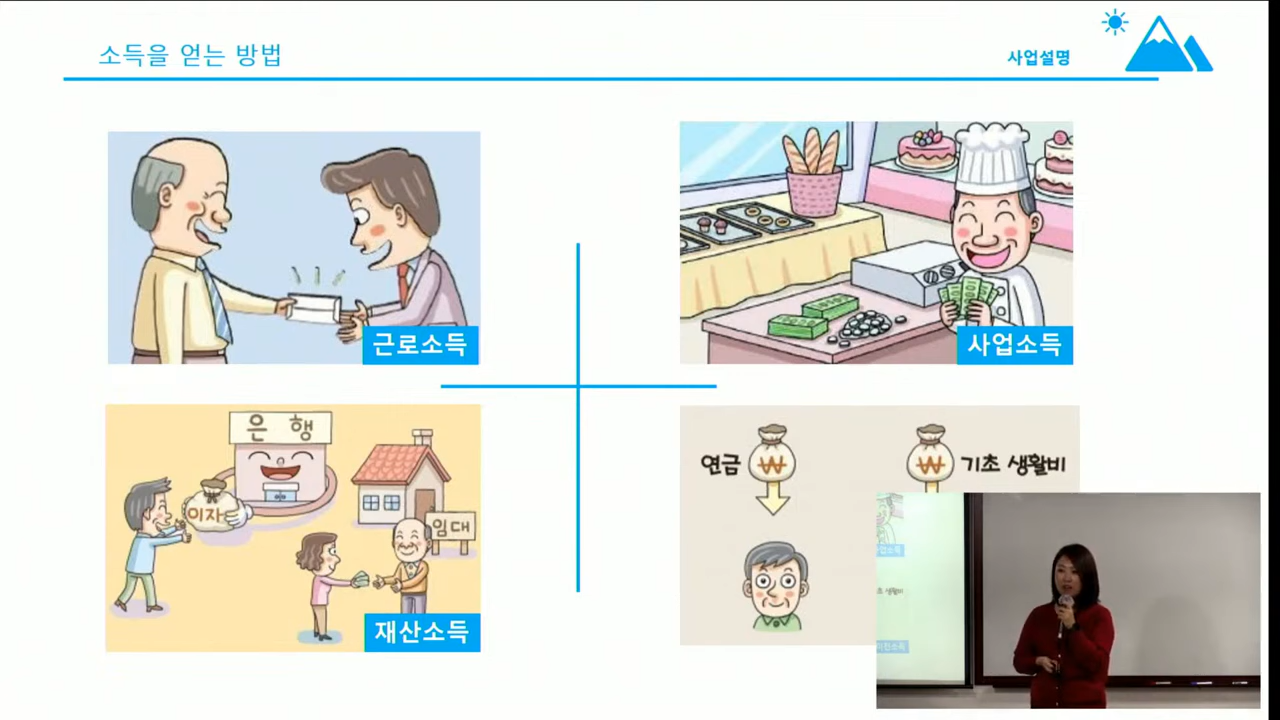 소득을 얻는 방법
사업설명
근로소득
사업소득
은행
이자
임대
재산소득
연금
기초 생활비